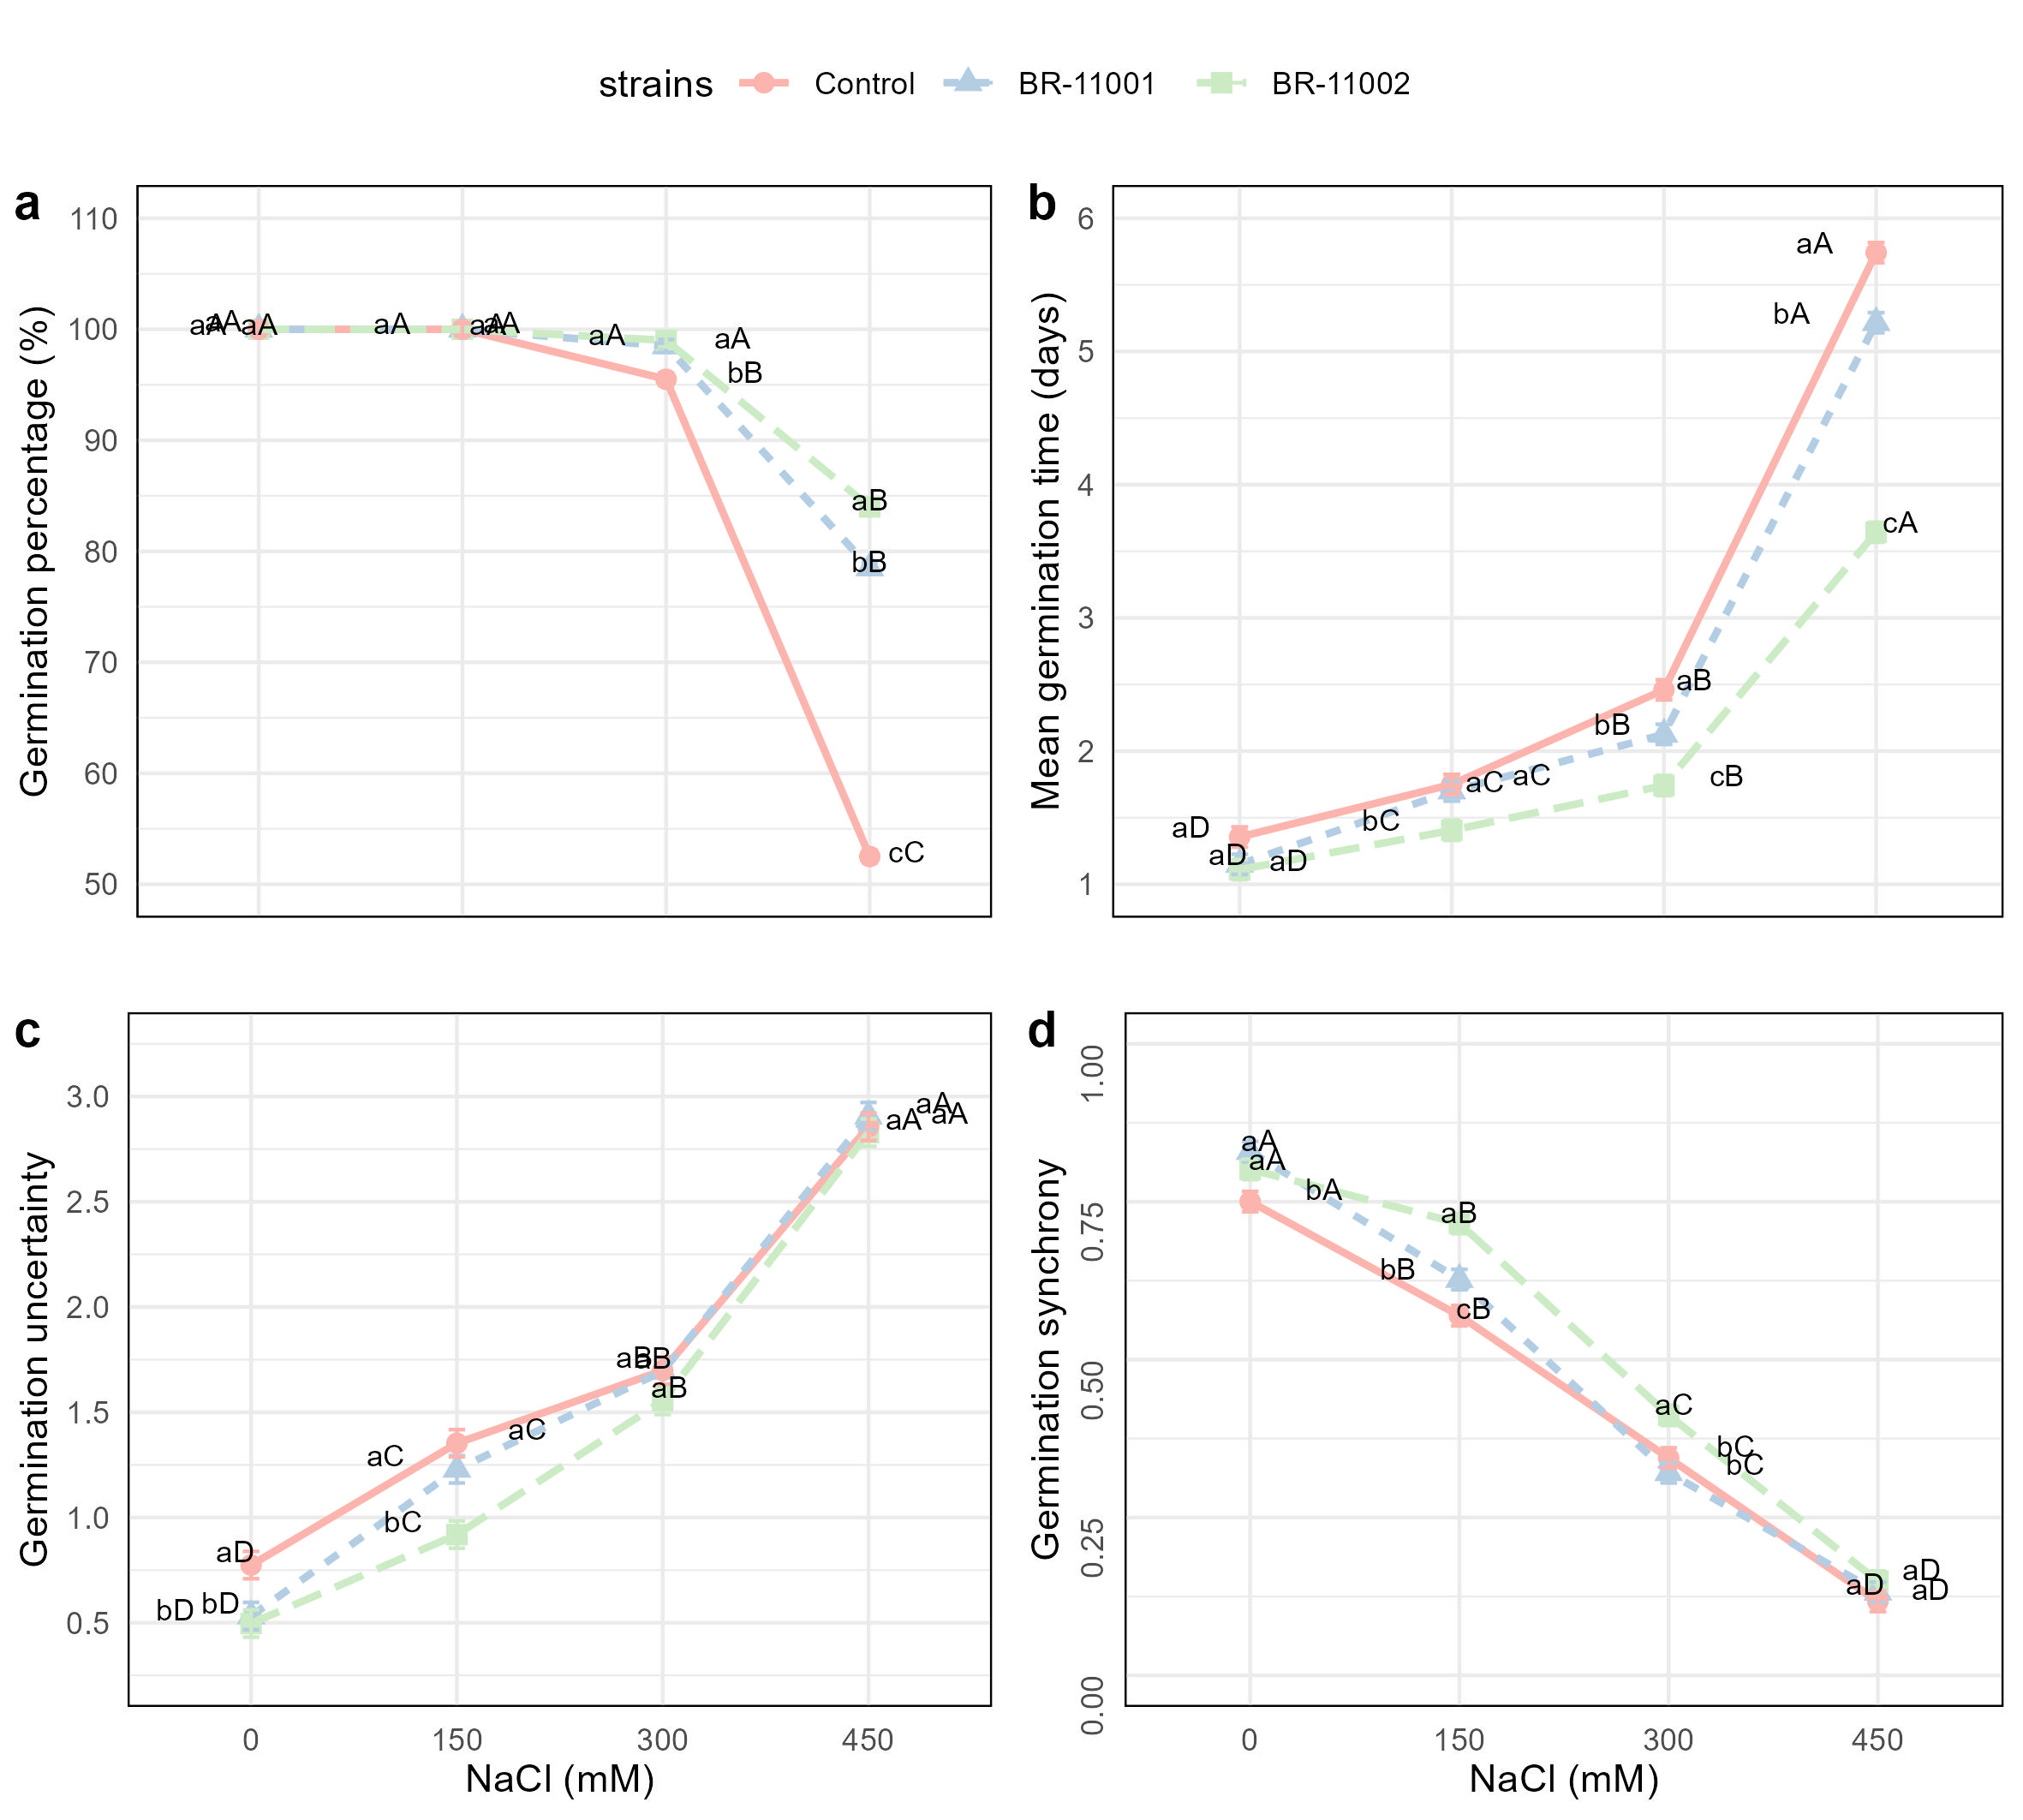 strains Control BR-11001 BR-11002
a
b
Germination percentage (%)
110
100
90
80
70
60
50
aA aA aA aA aA aA aA aA
bB
aB
bB
cC
Mean germination time (days)
6
5
4
3
2
1
aA
bA
cA
aB
bB
cB
aC aC
bC
aD
aD aD
c
d
Germination uncertainty
3.0
2.5
2.0
1.5
1.0
0.5
aA
aA aA
aB aB
aB
aC
aC
bC
aD
bD bD
0 150 300 450
NaCl (mM)
Germination synchrony
1.00
0.75
0.50
0.25
0.00
aA
aA
bA
aB
bB
cB
aC
bC
bC
aD
aD aD
0 150 300 450
NaCl (mM)